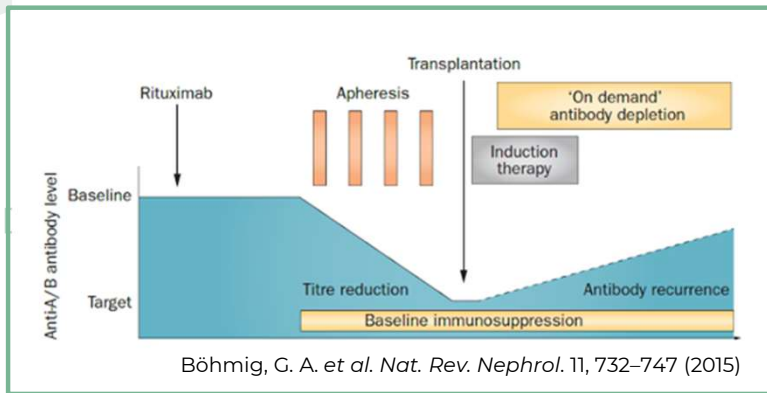 Transplantation
Rituximab
Apheresis
'On demand'
antibody depletion
Induction
therapy
Anti-A/B antibody level
Baseline
Target
Titre reduction
Antibody recurrence
Baseline immunosuppression
Böhmig, G. A. et al. Nat. Rev. Nephrol. 11, 732–747 (2015)